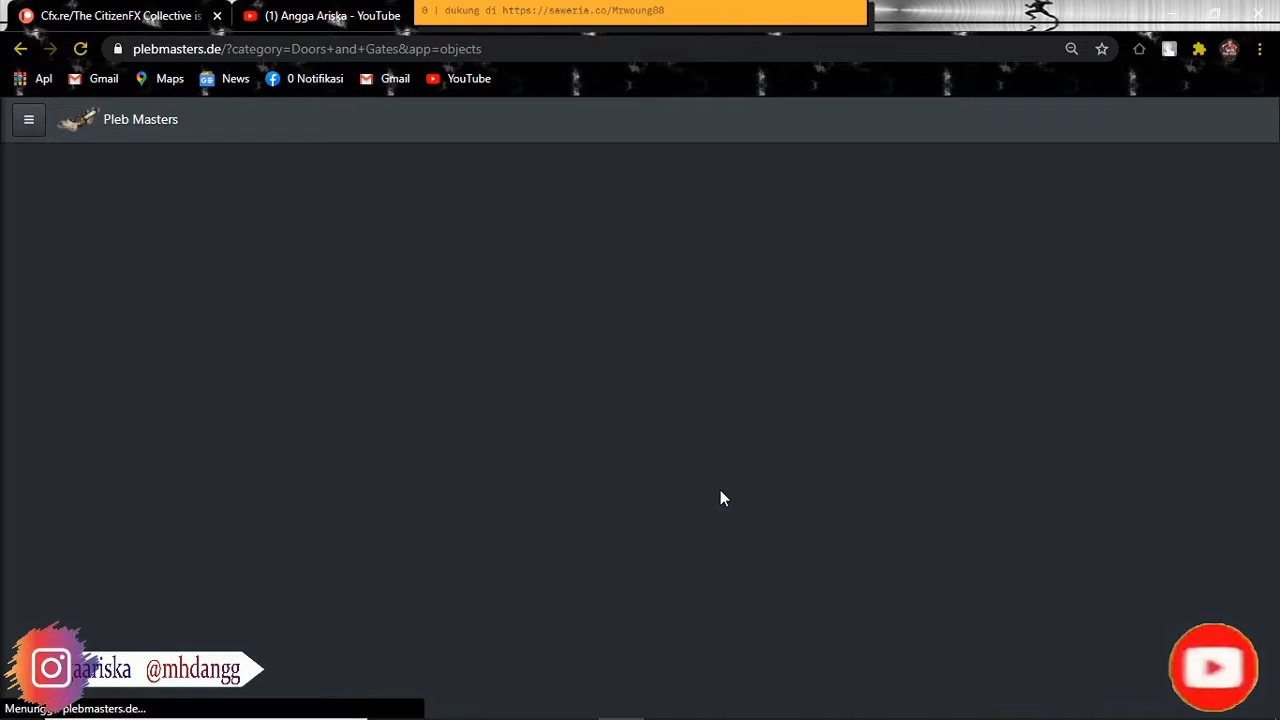 Cfx.re/The CitizenFX Collective is
(1) Angga Ariska - YouTube
0 | dukung di https://saweria.co/Mrwoung88
plebmasters.de/?category=Doors+and+Gates&app=objects
Apl
Gmail
Maps
News
0 Notifikasi
Gmail
YouTube
Pleb Masters
aariska @mhdangg
plebmasters.de...